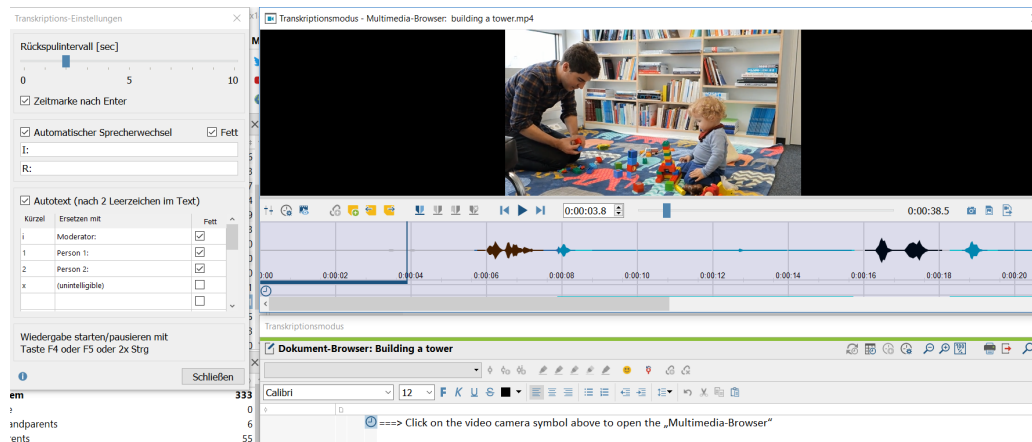 Transkriptions-Einstellungen
Rückspulintervall [sec]
0 5 10
Zeitmarke nach Enter
Automatischer Sprecherwechsel Fett
I:
R:
Autotext (nach 2 Leerzeichen im Text)
Kürzel Ersetzen mit Fett
i Moderator:
1 Person 1:
2 Person 2:
x (unintelligible)
Wiedergabe starten/pausieren mit
Taste F4 oder F5 oder 2x Strg
Schließen
333
0
andparents 6
55
Transkriptionsmodus - Multimedia-Browser: building a tower.mp4
0:00:03.8 0:00:38.5
0:00 0:00:02 0:00:04 0:00:06 0:00:08 0:00:10 0:00:12 0:00:14 0:00:16 0:00:18 0:00:20
Transkriptionsmodus
Dokument-Browser: Building a tower
Calibri 12 F K U S
===> Click on the video camera symbol above to open the „Multimedia-Browser“